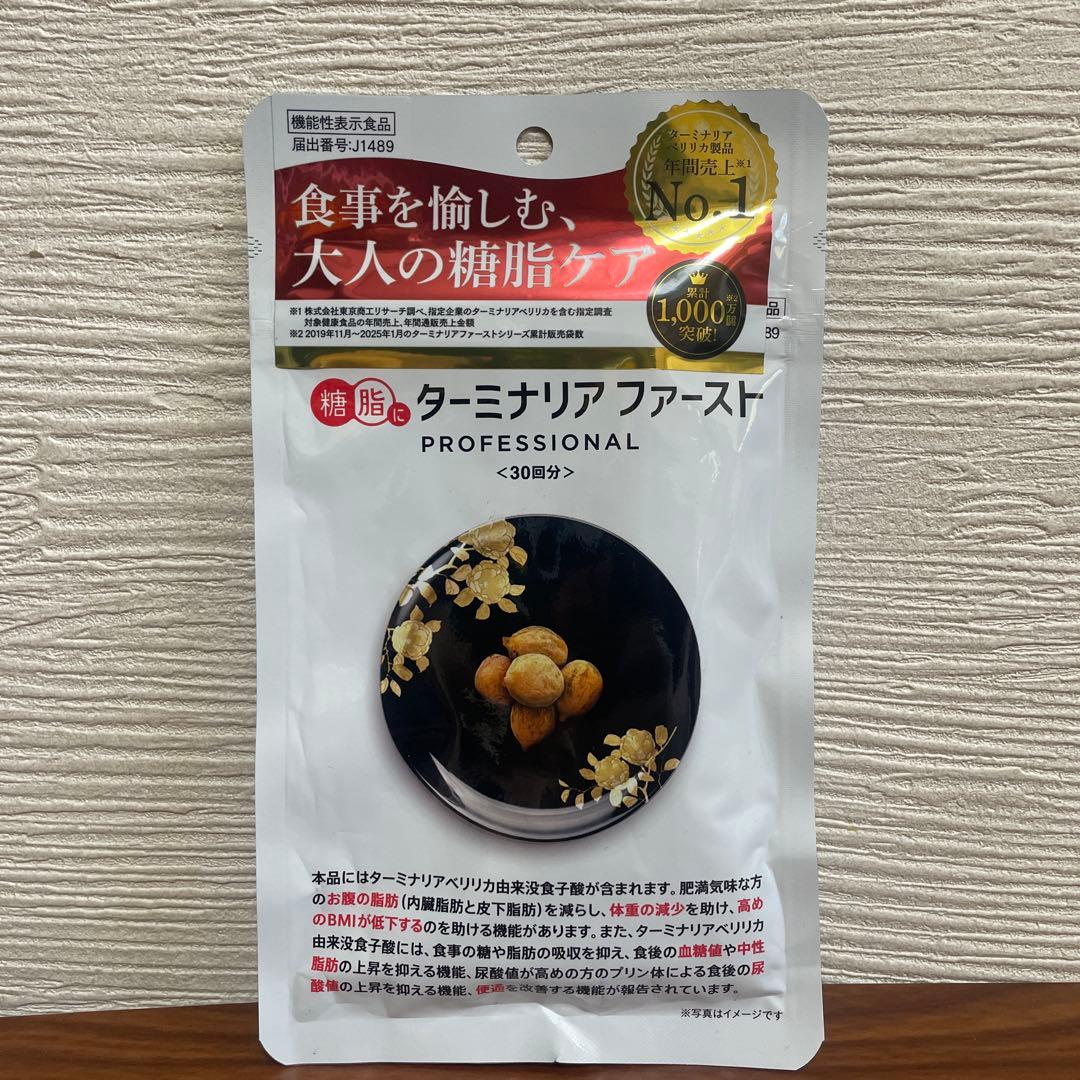 機能性表示食品
届出番号:J1489
ターミナリア
ベリリカ製品
年間売上※1
No.1
食事を愉しむ、
大人の糖脂ケア
累計
1,000万個※2
突破!
※1 株式会社東京商工リサーチ調べ、指定企業のターミナリアベリリカを含む指定調査
対象健康食品の年間売上、年間通販売上金額
※2 2019年11月〜2025年1月のターミナリアファーストシリーズ累計販売袋数
品
89
糖脂に ターミナリア ファースト
PROFESSIONAL
<30回分>
本品にはターミナリアベリリカ由来没食子酸が含まれます。肥満気味な方
のお腹の脂肪(内臓脂肪と皮下脂肪)を減らし、体重の減少を助け、高め
のBMIが低下するのを助ける機能があります。また、ターミナリアベリリカ
由来没食子酸には、食事の糖や脂肪の吸収を抑え、食後の血糖値や中性
脂肪の上昇を抑える機能、尿酸値が高めの方のプリン体による食後の尿
酸値の上昇を抑える機能、便通を改善する機能が報告されています。
※写真はイメージです